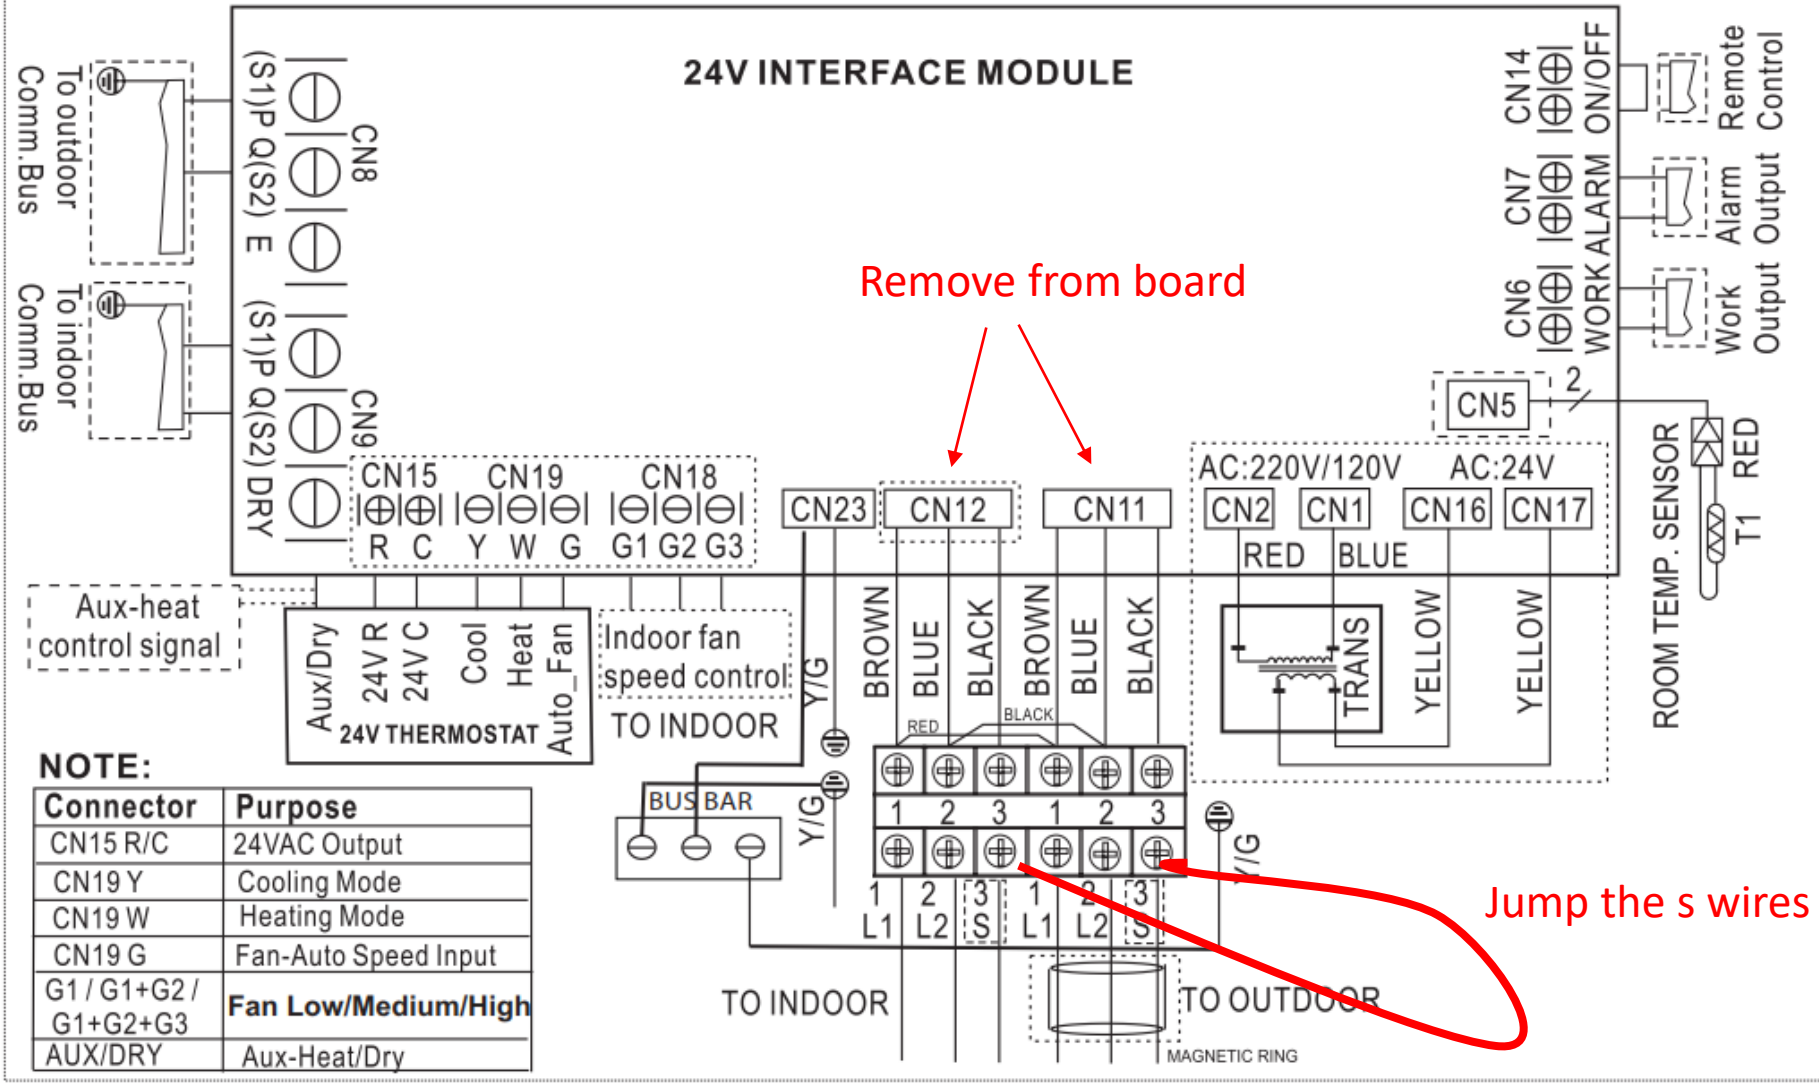 24V INTERFACE MODULE
To outdoor
Comm.Bus
(S1)P Q(S2) E
CN8
To indoor
Comm.Bus
(S1)P Q(S2) DRY
CN9
CN14
ON/OFF
Remote
Control
CN7
ALARM
Alarm
Output
CN6
WORK
Work
Output
Remove from board
CN5
2
RED
T1
ROOM TEMP. SENSOR
CN15 CN19 CN18
R C Y W G G1 G2 G3
CN23 CN12 CN11
AC:220V/120V AC:24V
CN2 CN1 CN16 CN17
RED BLUE
YELLOW YELLOW
TRANS
Aux-heat
control signal
Aux/Dry
24V R
24V C
Cool
Heat
Auto_Fan
24V THERMOSTAT
Indoor fan
speed control
TO INDOOR
Y/G
BROWN
BLUE
BLACK
BROWN
BLUE
BLACK
RED BLACK
BUS BAR
Y/G
1 2 3 1 2 3
1 2 3 1 2 3
L1 L2 S L1 L2 S
Y/G
Jump the s wires
TO INDOOR
TO OUTDOOR
MAGNETIC RING
NOTE:
Connector Purpose
CN15 R/C 24VAC Output
CN19 Y Cooling Mode
CN19 W Heating Mode
CN19 G Fan-Auto Speed Input
G1 / G1+G2 /
G1+G2+G3 Fan Low/Medium/High
AUX/DRY Aux-Heat/Dry